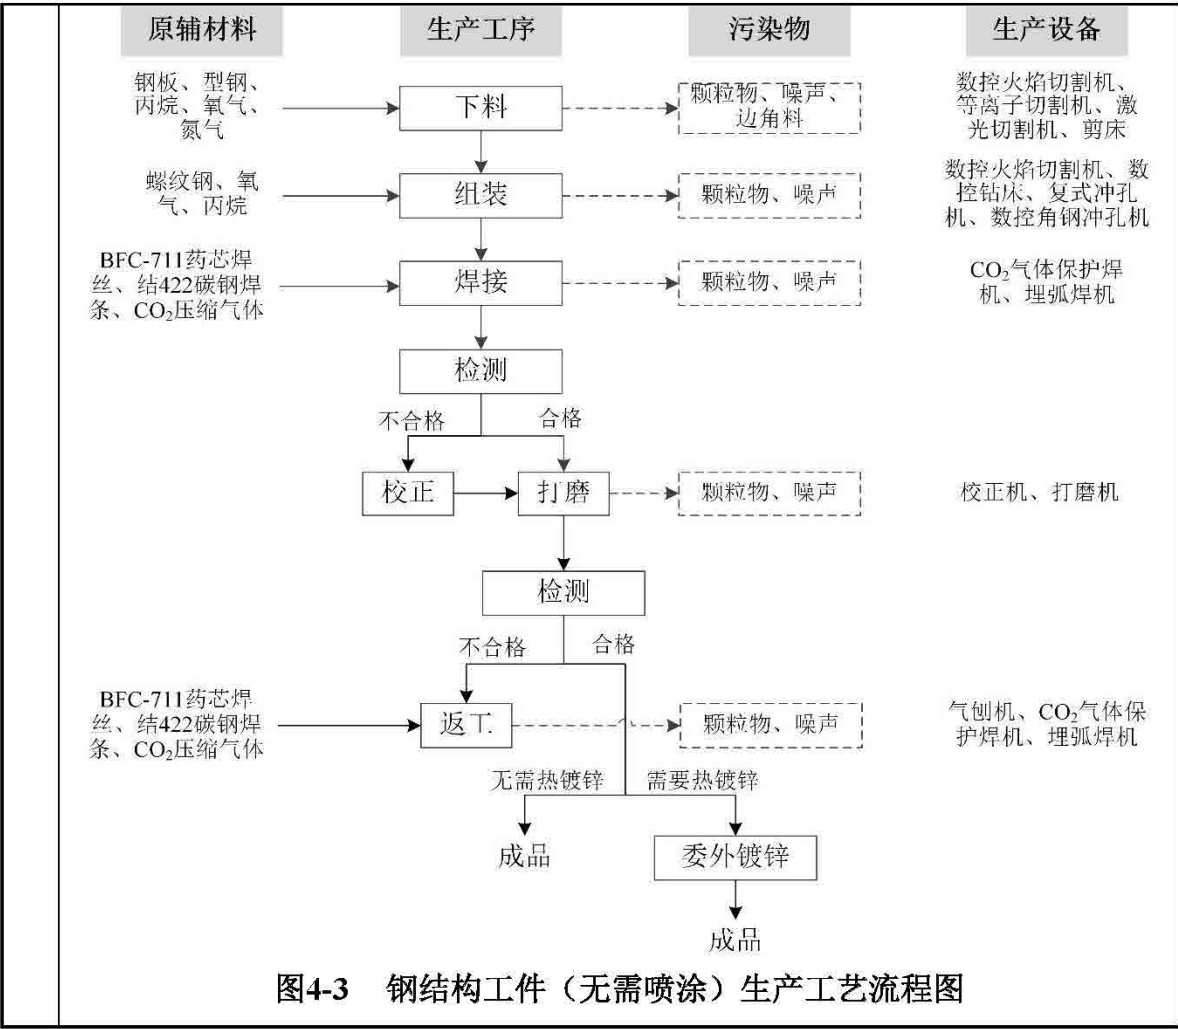 原辅材料
生产工序
污染物
生产设备
钢板、型钢、
丙烷、氧气、
氮气
下料
颗粒物、噪声、
边角料
数控火焰切割机、
等离子切割机、激
光切割机、剪床
螺纹钢、氧
气、丙烷
组装
颗粒物、噪声
数控火焰切割机、数
控钻床、复式冲孔
机、数控角钢冲孔机
BFC-711药芯焊
丝、结422碳钢焊
条、CO₂压缩气体
焊接
颗粒物、噪声
CO₂气体保护焊
机、埋弧焊机
检测
不合格
合格
校正
打磨
颗粒物、噪声
校正机、打磨机
检测
不合格
合格
BFC-711药芯焊
丝、结422碳钢焊
条、CO₂压缩气体
返工
颗粒物、噪声
气刨机、CO₂气体保
护焊机、埋弧焊机
无需热镀锌
需要热镀锌
成品
委外镀锌
成品
图4-3 钢结构工件（无需喷涂）生产工艺流程图